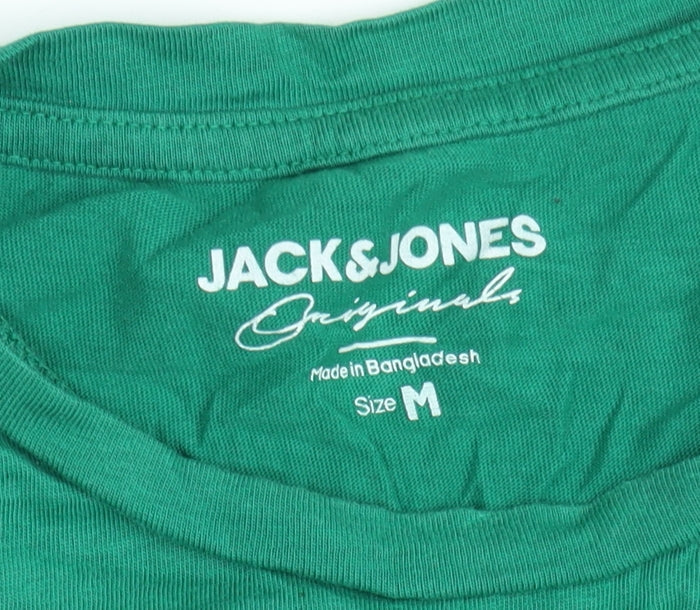 JACK&JONES
Originals
Made in Bangladesh
Size M